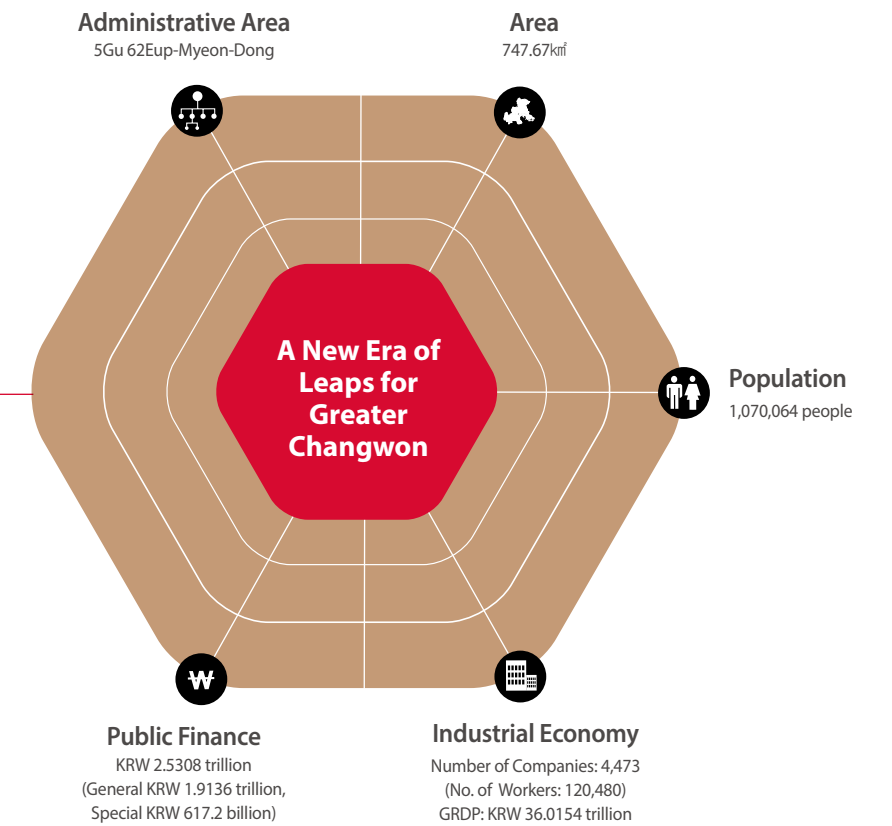 Administrative Area
5Gu 62Eup-Myeon-Dong
Area
747.67㎢
A New Era of
Leaps for
Greater
Changwon
Population
1,070,064 people
₩
Public Finance
KRW 2.5308 trillion
(General KRW 1.9136 trillion,
Special KRW 617.2 billion)
Industrial Economy
Number of Companies: 4,473
(No. of Workers: 120,480)
GRDP: KRW 36.0154 trillion